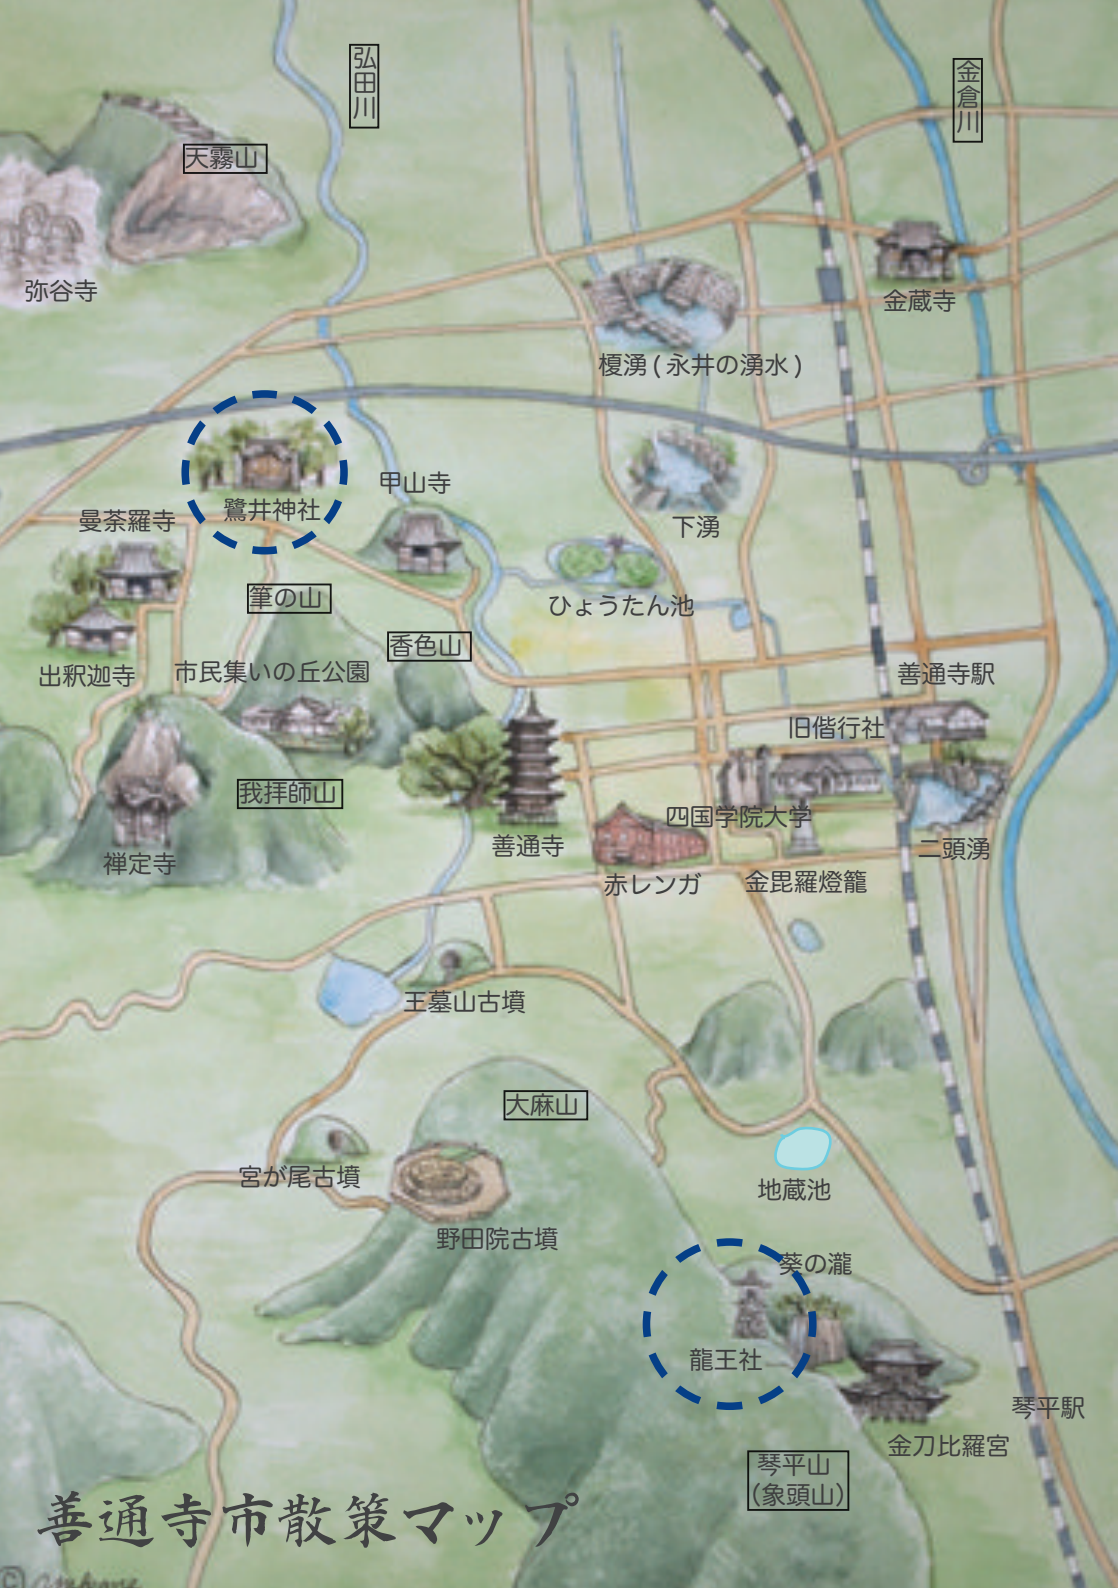 弘田川
金倉川
天霧山
弥谷寺
金蔵寺
榎湧(永井の湧水)
甲山寺
鷺井神社
曼荼羅寺
下湧
筆の山
ひょうたん池
香色山
出釈迦寺
市民集いの丘公園
善通寺駅
旧偕行社
我拝師山
四国学院大学
善通寺
二頭湧
禅定寺
赤レンガ
金毘羅燈籠
王墓山古墳
大麻山
宮が尾古墳
地蔵池
野田院古墳
葵の瀧
龍王社
琴平駅
金刀比羅宮
琴平山
(象頭山)
善通寺市散策マップ